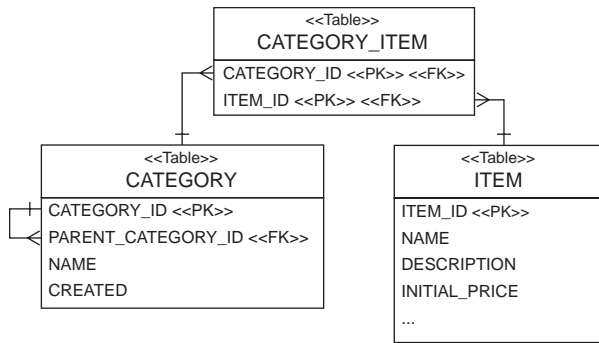 <<Table>>
CATEGORY_ITEM
CATEGORY_ID <<PK>> <<FK>>
ITEM_ID <<PK>> <<FK>>
<<Table>>
CATEGORY
CATEGORY_ID <<PK>>
PARENT_CATEGORY_ID <<FK>>
NAME
CREATED
<<Table>>
ITEM
ITEM_ID <<PK>>
NAME
DESCRIPTION
INITIAL_PRICE
...